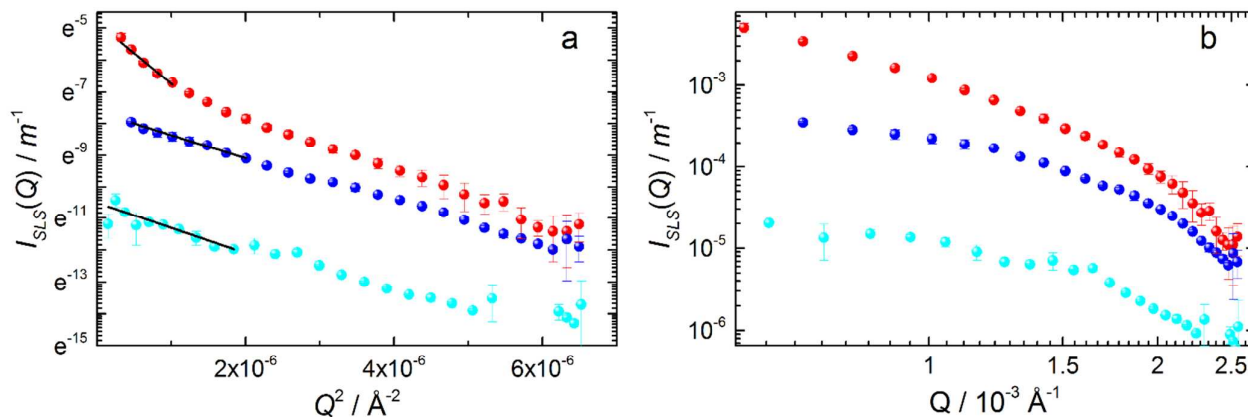 a
e⁻⁵
e⁻⁷
e⁻⁹
e⁻¹¹
e⁻¹³
e⁻¹⁵
I_SLS(Q) / m⁻¹
2x10⁻⁶
4x10⁻⁶
6x10⁻⁶
Q² / Å⁻²
b
10⁻³
10⁻⁴
10⁻⁵
10⁻⁶
I_SLS(Q) / m⁻¹
1
1.5
2
2.5
Q / 10⁻³ Å⁻¹